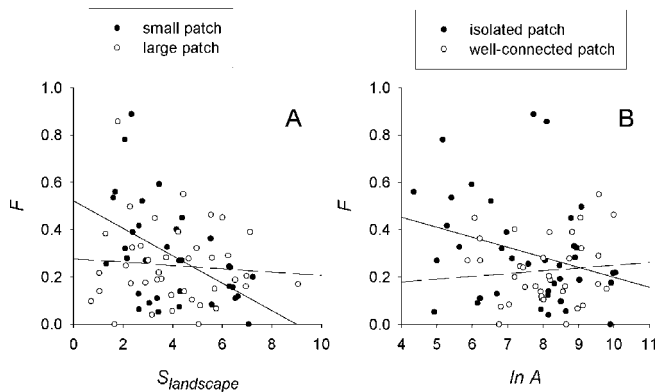 small patch
large patch
isolated patch
well-connected patch
A
B
F
1.0
0.8
0.6
0.4
0.2
0.0
0 2 4 6 8 10
S landscape
F
1.0
0.8
0.6
0.4
0.2
0.0
4 5 6 7 8 9 10 11
ln A